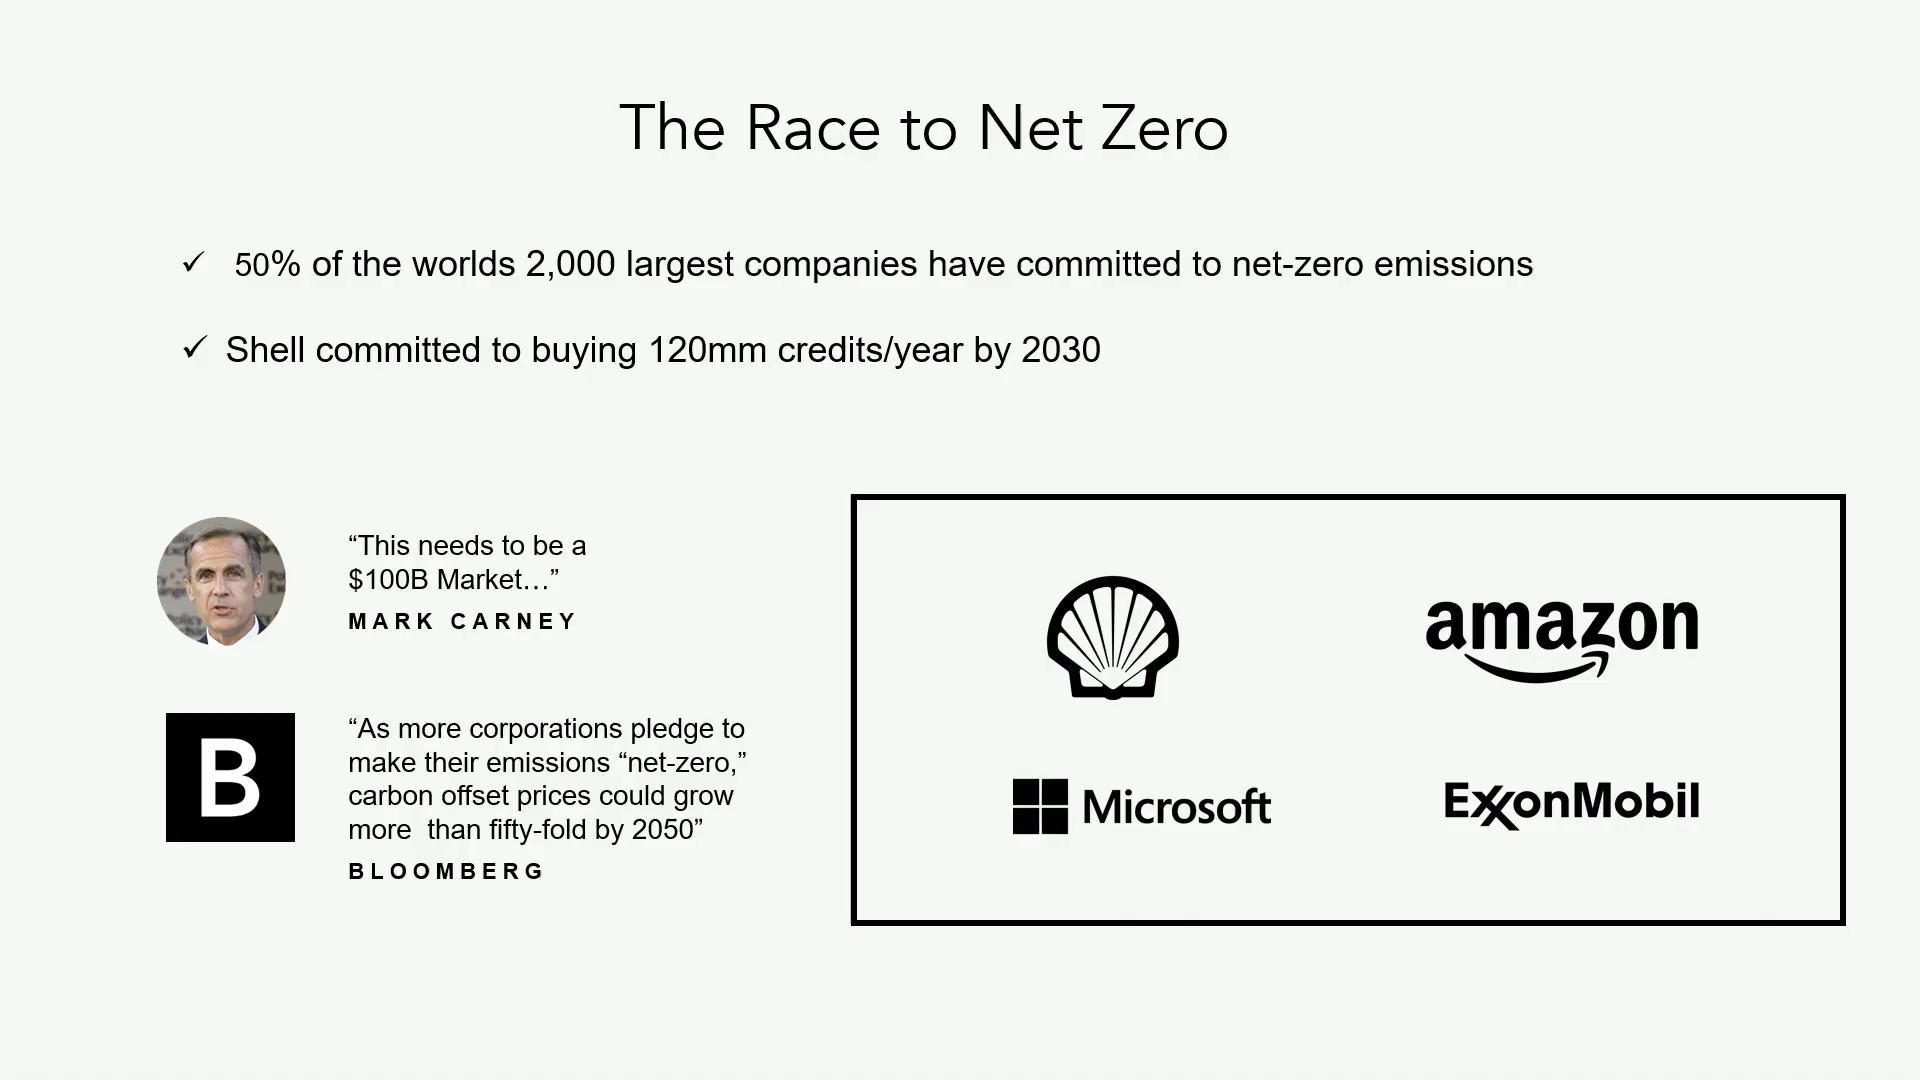 The Race to Net Zero
✓ 50% of the worlds 2,000 largest companies have committed to net-zero emissions
✓ Shell committed to buying 120mm credits/year by 2030
“This needs to be a
$100B Market…”
MARK CARNEY
B
“As more corporations pledge to
make their emissions “net-zero,”
carbon offset prices could grow
more  than fifty-fold by 2050”
BLOOMBERG
amazon
Microsoft
ExxonMobil